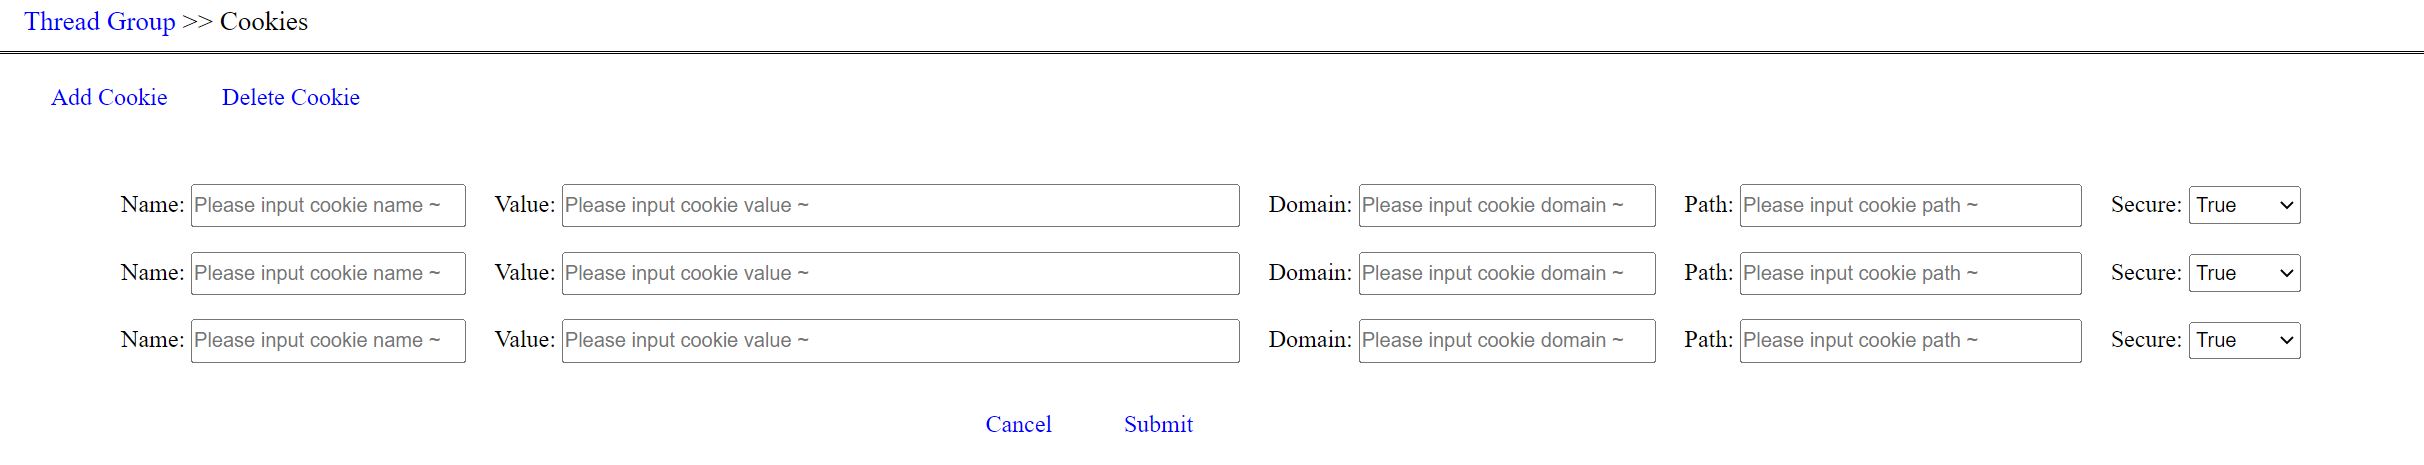 Thread Group >> Cookies
Add Cookie Delete Cookie
Name: Please input cookie name ~ Value: Please input cookie value ~ Domain: Please input cookie domain ~ Path: Please input cookie path ~ Secure: True
Name: Please input cookie name ~ Value: Please input cookie value ~ Domain: Please input cookie domain ~ Path: Please input cookie path ~ Secure: True
Name: Please input cookie name ~ Value: Please input cookie value ~ Domain: Please input cookie domain ~ Path: Please input cookie path ~ Secure: True
Cancel Submit